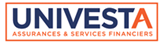 UNIVESTA
ASSURANCES & SERVICES FINANCIERS